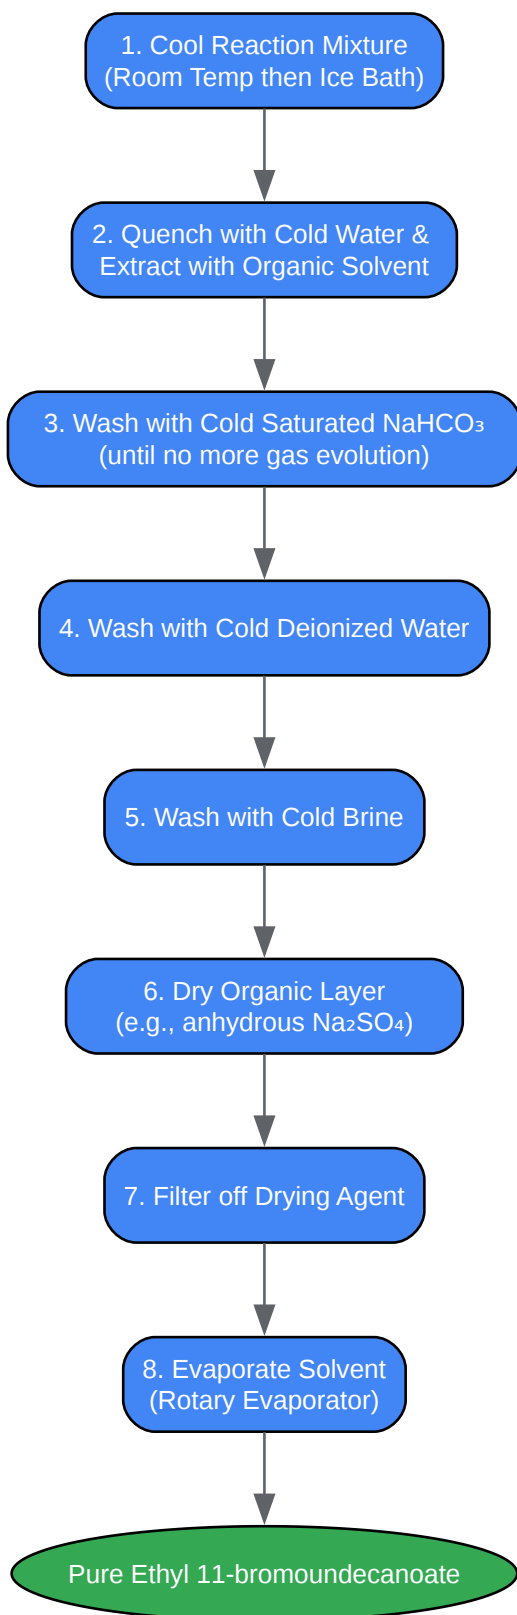 1. Cool Reaction Mixture
(Room Temp then Ice Bath)
2. Quench with Cold Water &
Extract with Organic Solvent
3. Wash with Cold Saturated NaHCO₃
(until no more gas evolution)
4. Wash with Cold Deionized Water
5. Wash with Cold Brine
6. Dry Organic Layer
(e.g., anhydrous Na₂SO₄)
7. Filter off Drying Agent
8. Evaporate Solvent
(Rotary Evaporator)
Pure Ethyl 11-bromoundecanoate